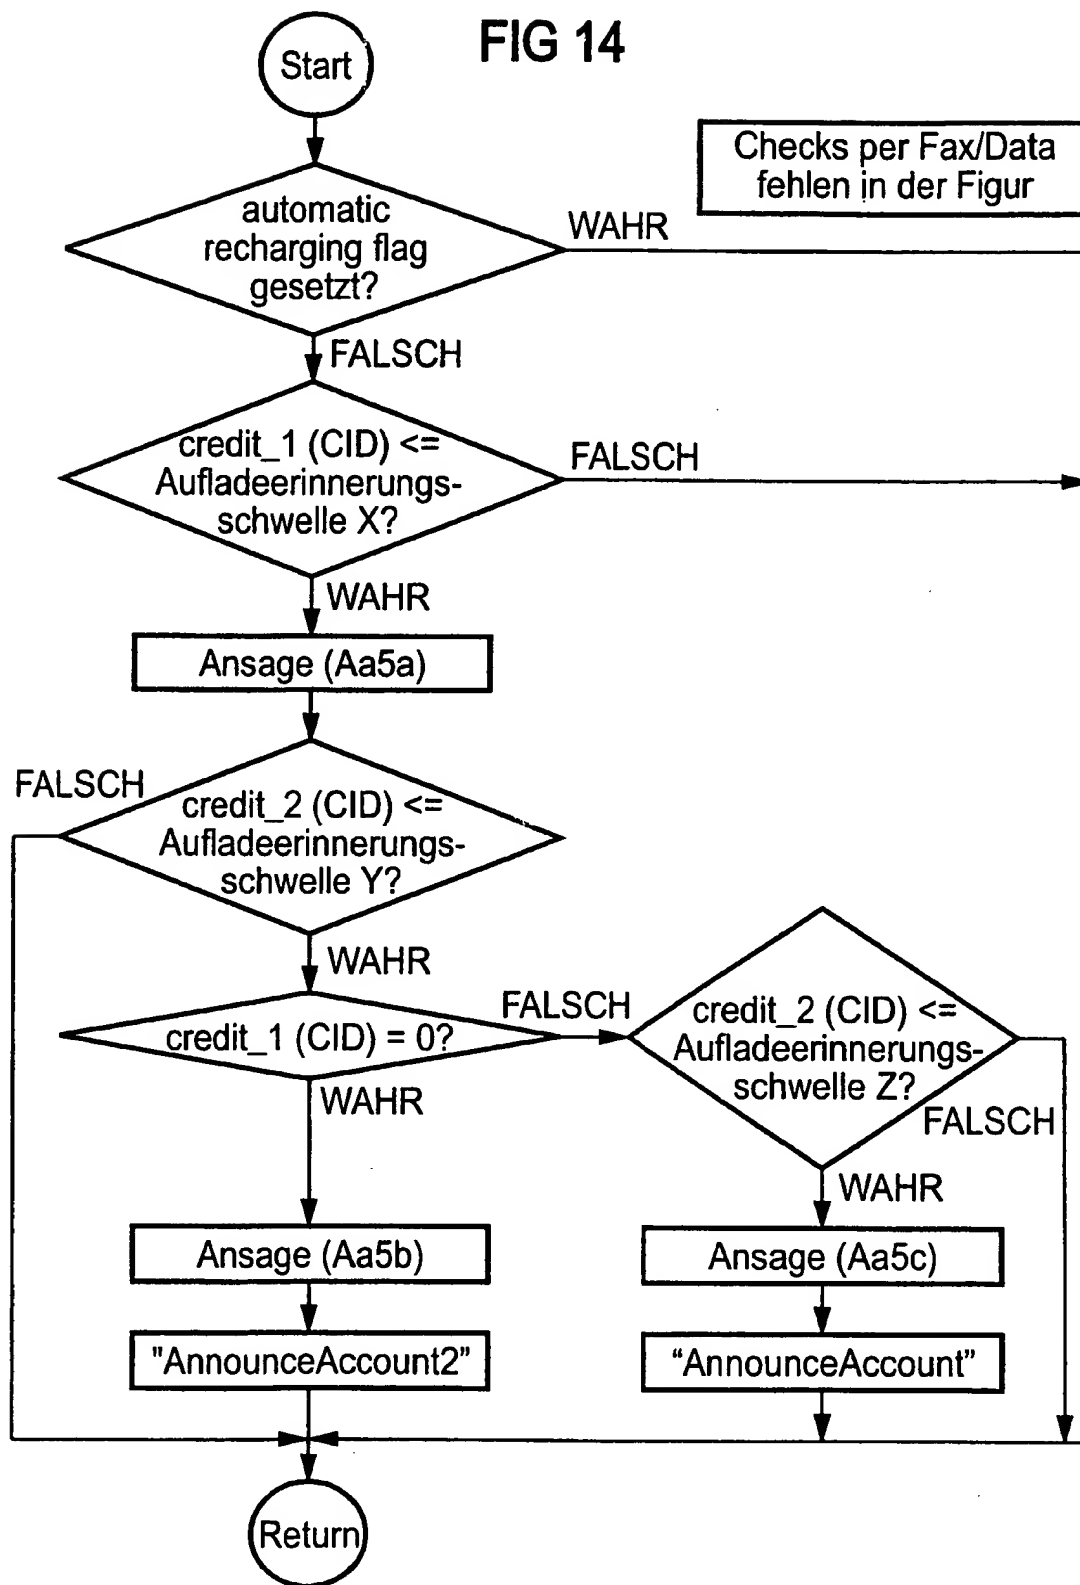 FIG 14
Start
Checks per Fax/Data
fehlen in der Figur
automatic
recharging flag
gesetzt?
WAHR
FALSCH
credit_1 (CID) <=
Aufladeerinnerungs-
schwelle X?
FALSCH
WAHR
Ansage (Aa5a)
FALSCH
credit_2 (CID) <=
Aufladeerinnerungs-
schwelle Y?
WAHR
credit_1 (CID) = 0?
FALSCH
credit_2 (CID) <=
Aufladeerinnerungs-
schwelle Z?
WAHR
FALSCH
WAHR
Ansage (Aa5b)
Ansage (Aa5c)
"AnnounceAccount2"
“AnnounceAccount”
Return